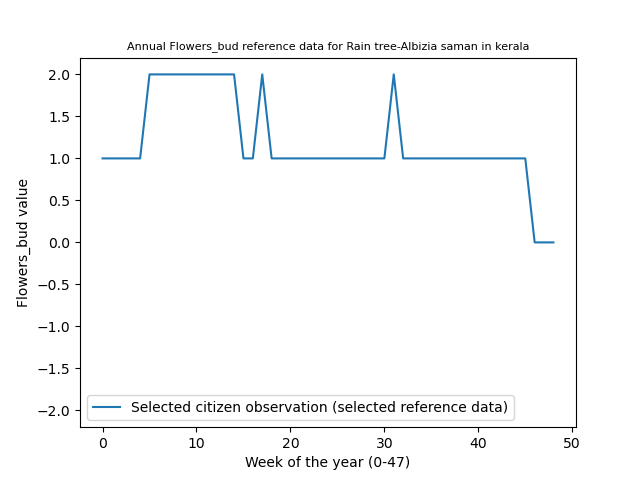 Annual Flowers_bud reference data for Rain tree-Albizia saman in kerala
2.0
1.5
1.0
0.5
0.0
−0.5
−1.0
−1.5
−2.0
Flowers_bud value
Selected citizen observation (selected reference data)
0 10 20 30 40 50
Week of the year (0-47)